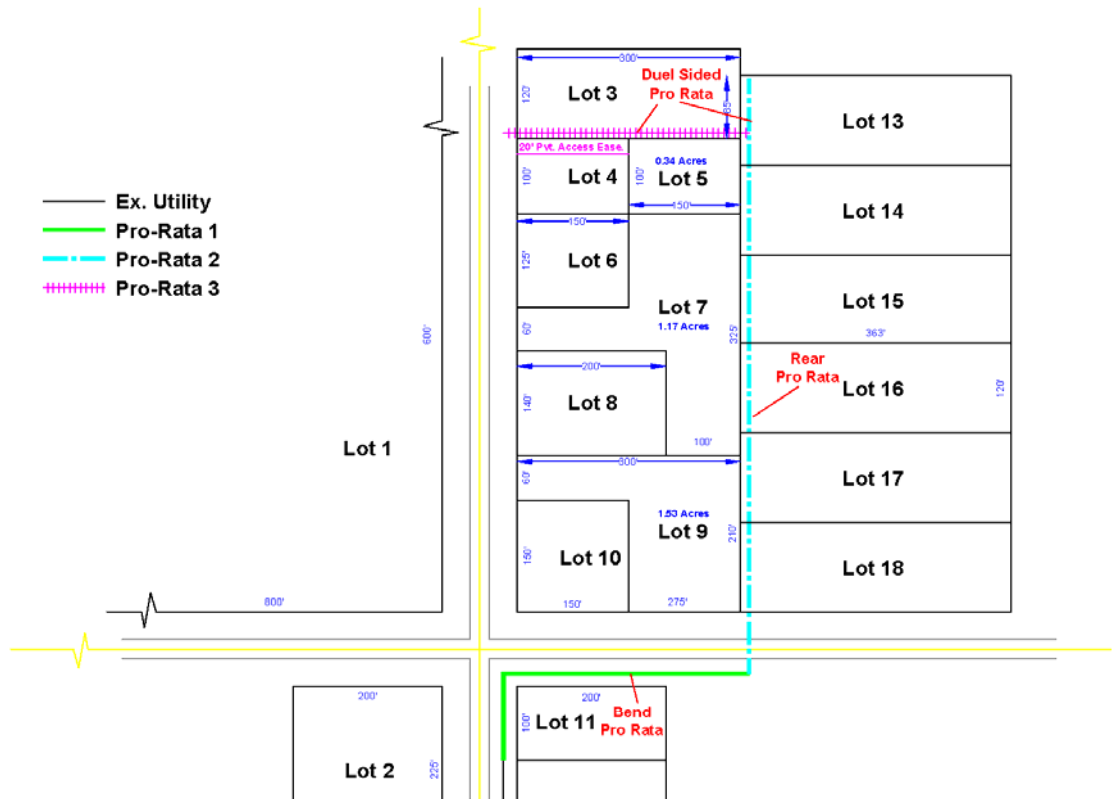 300'
Duel Sided
Pro Rata
120'
Lot 3
85'
Lot 13
20' Pvt. Access Ease.
0.34 Acres
100'
Lot 4
100'
Lot 5
150'
Ex. Utility
Pro-Rata 1
Pro-Rata 2
Pro-Rata 3
Lot 14
150'
125'
Lot 6
Lot 7
1.17 Acres
Lot 15
600'
60'
325'
363'
Rear
Pro Rata
200'
140'
Lot 8
Lot 16
120'
Lot 1
100'
300'
60'
Lot 17
1.53 Acres
Lot 9
210'
150'
Lot 10
Lot 18
800'
150'
275'
200'
200'
100'
Lot 11
Bend
Pro Rata
Lot 2
225'